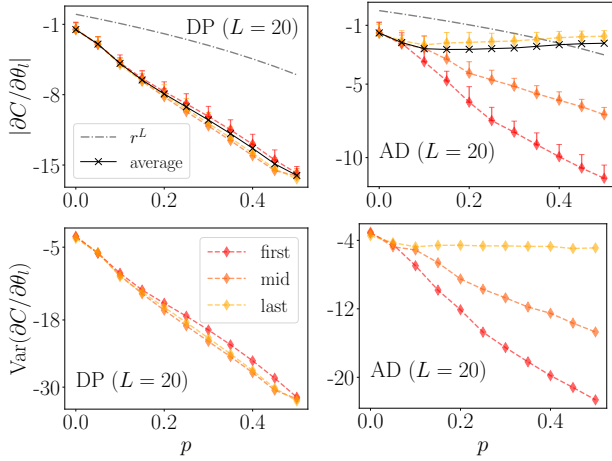 |∂C/∂θ_l|
-1
-8
-15
DP (L = 20)
r^L
average
0.0
0.2
0.4
-1
-5
-10
AD (L = 20)
0.0
0.2
0.4
Var(∂C/∂θ_l)
-5
-18
-30
first
mid
last
DP (L = 20)
0.0
0.2
0.4
p
-4
-12
-20
AD (L = 20)
0.0
0.2
0.4
p